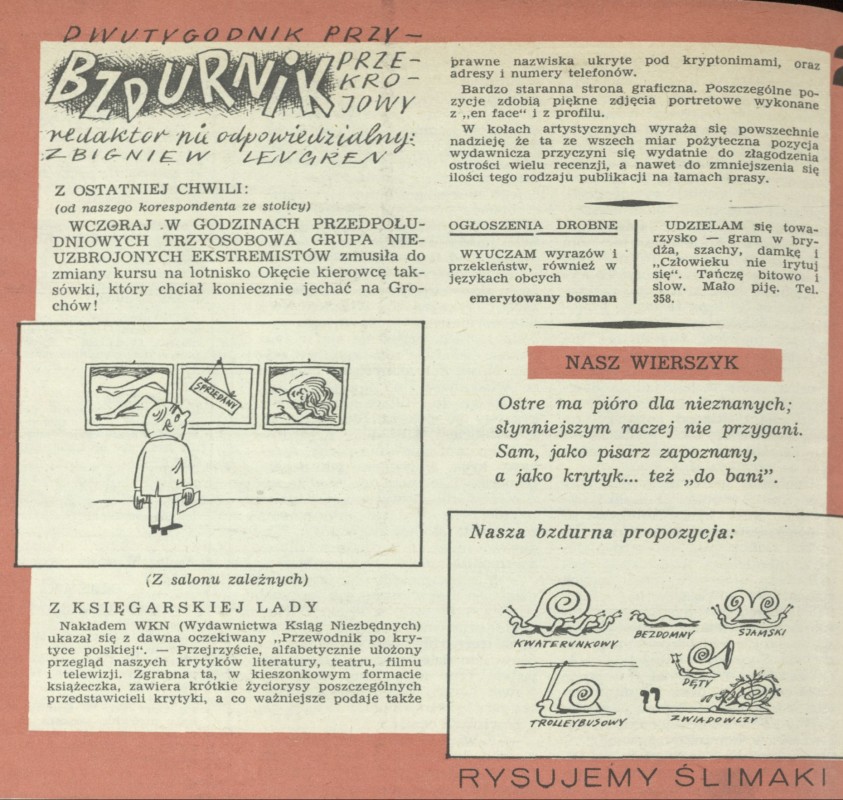 DWUTYGODNIK PRZY-
BZDURNIK
PRZE-
KRO-
JOWY
redaktor nie odpowiedzialny:
ZBIGNIEW LENGREN
Z OSTATNIEJ CHWILI:
(od naszego korespondenta ze stolicy)
WCZORAJ W GODZINACH PRZEDPOŁU-
DNIOWYCH TRZYOSOBOWA GRUPA NIE-
UZBROJONYCH EKSTREMISTÓW zmusiła do
zmiany kursu na lotnisko Okęcie kierowcę tak-
sówki, który chciał koniecznie jechać na Gro-
chów!
SPRZEDANY
(Z salonu zależnych)
Z KSIĘGARSKIEJ LADY
Nakładem WKN (Wydawnictwa Ksiąg Niezbędnych)
ukazał się z dawna oczekiwany „Przewodnik po kry-
tyce polskiej“. — Przejrzyście, alfabetycznie ułożony
przegląd naszych krytyków literatury, teatru, filmu
i telewizji. Zgrabna ta, w kieszonkowym formacie
książeczka, zawiera krótkie życiorysy poszczególnych
przedstawicieli krytyki, a co ważniejsze podaje także
prawne nazwiska ukryte pod kryptonimami, oraz
adresy i numery telefonów.
Bardzo staranna strona graficzna. Poszczególne po-
zycje zdobią piękne zdjęcia portretowe wykonane
z „en face“ i z profilu.
W kołach artystycznych wyraża się powszechnie
nadzieję że ta ze wszech miar pożyteczna pozycja
wydawnicza przyczyni się wydatnie do złagodzenia
ostrości wielu recenzji, a nawet do zmniejszenia się
ilości tego rodzaju publikacji na łamach prasy.
OGŁOSZENIA DROBNE
WYUCZAM wyrazów i
przekleństw, również w
językach obcych
emerytowany bosman
UDZIELAM się towa-
rzysko — gram w bry-
dża, szachy, damkę i
„Człowieku nie irytuj
się“. Tańczę bitowo i
slow. Mało piję. Tel.
358.
NASZ WIERSZYK
Ostre ma pióro dla nieznanych;
słynniejszym raczej nie przygani.
Sam, jako pisarz zapoznany,
a jako krytyk... też „do bani”.
Nasza bzdurna propozycja:
KWATERUNKOWY
BEZDOMNY
SJAMSKI
DĘTY
TROLLEYBUSOWY
ZWIADOWCZY
RYSUJEMY ŚLIMAKI